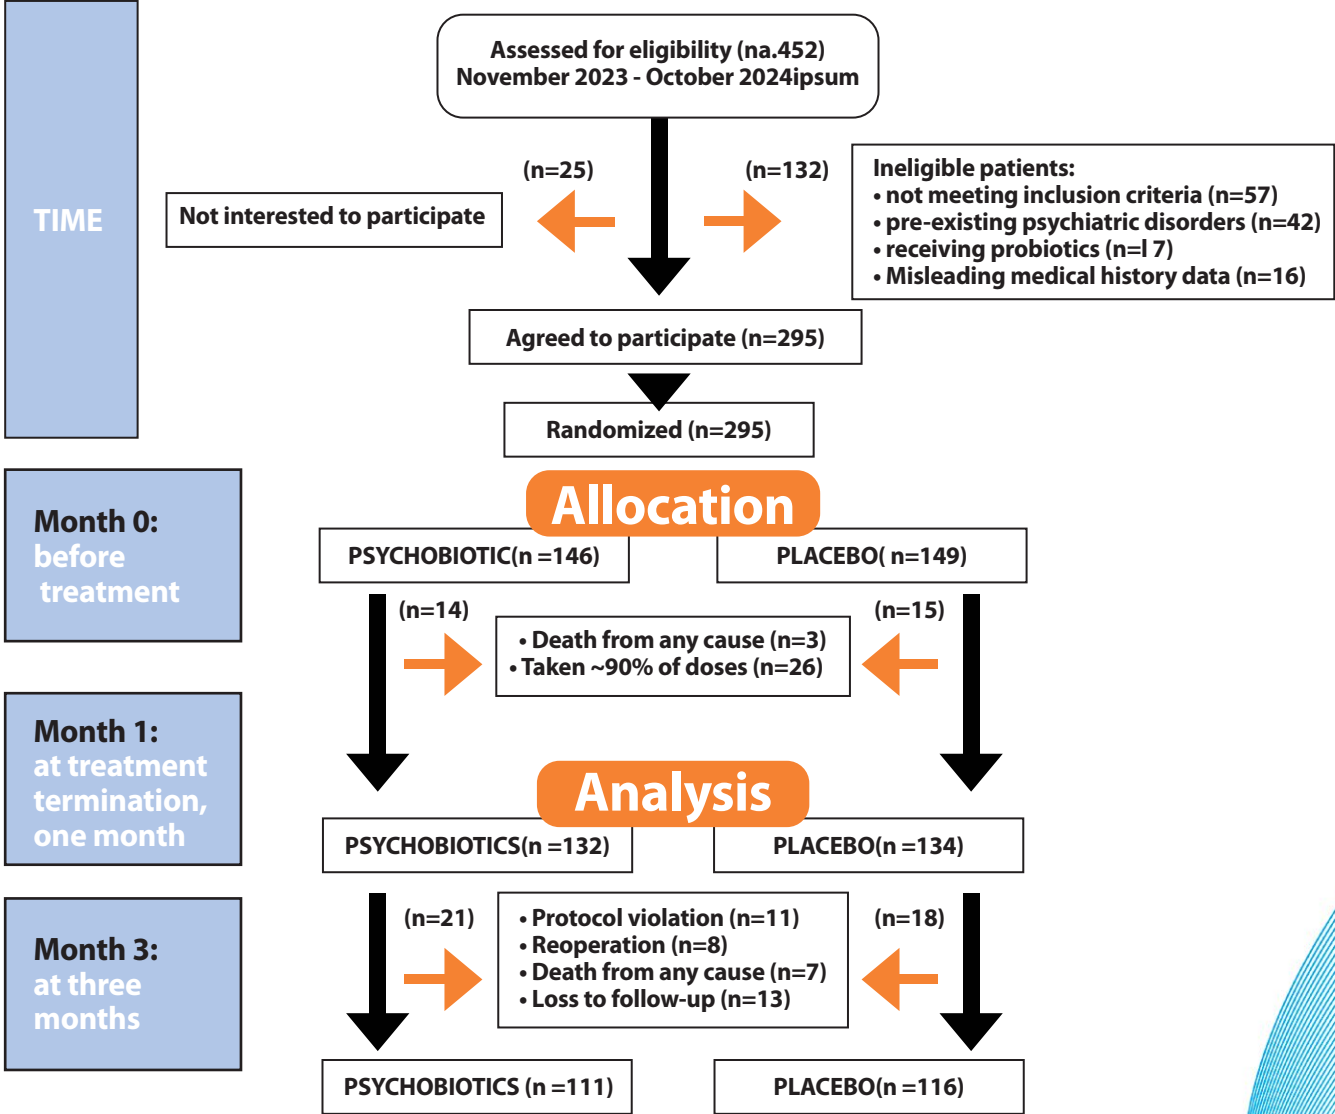 Assessed for eligibility (na.452)
November 2023 - October 2024ipsum
TIME
(n=25)
(n=132)
Not interested to participate
Ineligible patients:
• not meeting inclusion criteria (n=57)
• pre-existing psychiatric disorders (n=42)
• receiving probiotics (n=l 7)
• Misleading medical history data (n=16)
Agreed to participate (n=295)
Randomized (n=295)
Allocation
Month 0:
before
treatment
PSYCHOBIOTIC(n =146)
PLACEBO( n=149)
(n=14)
(n=15)
• Death from any cause (n=3)
• Taken ~90% of doses (n=26)
Month 1:
at treatment
termination,
one month
Analysis
PSYCHOBIOTICS(n =132)
PLACEBO(n =134)
Month 3:
at three
months
(n=21)
(n=18)
• Protocol violation (n=11)
• Reoperation (n=8)
• Death from any cause (n=7)
• Loss to follow-up (n=13)
PSYCHOBIOTICS (n =111)
PLACEBO(n =116)